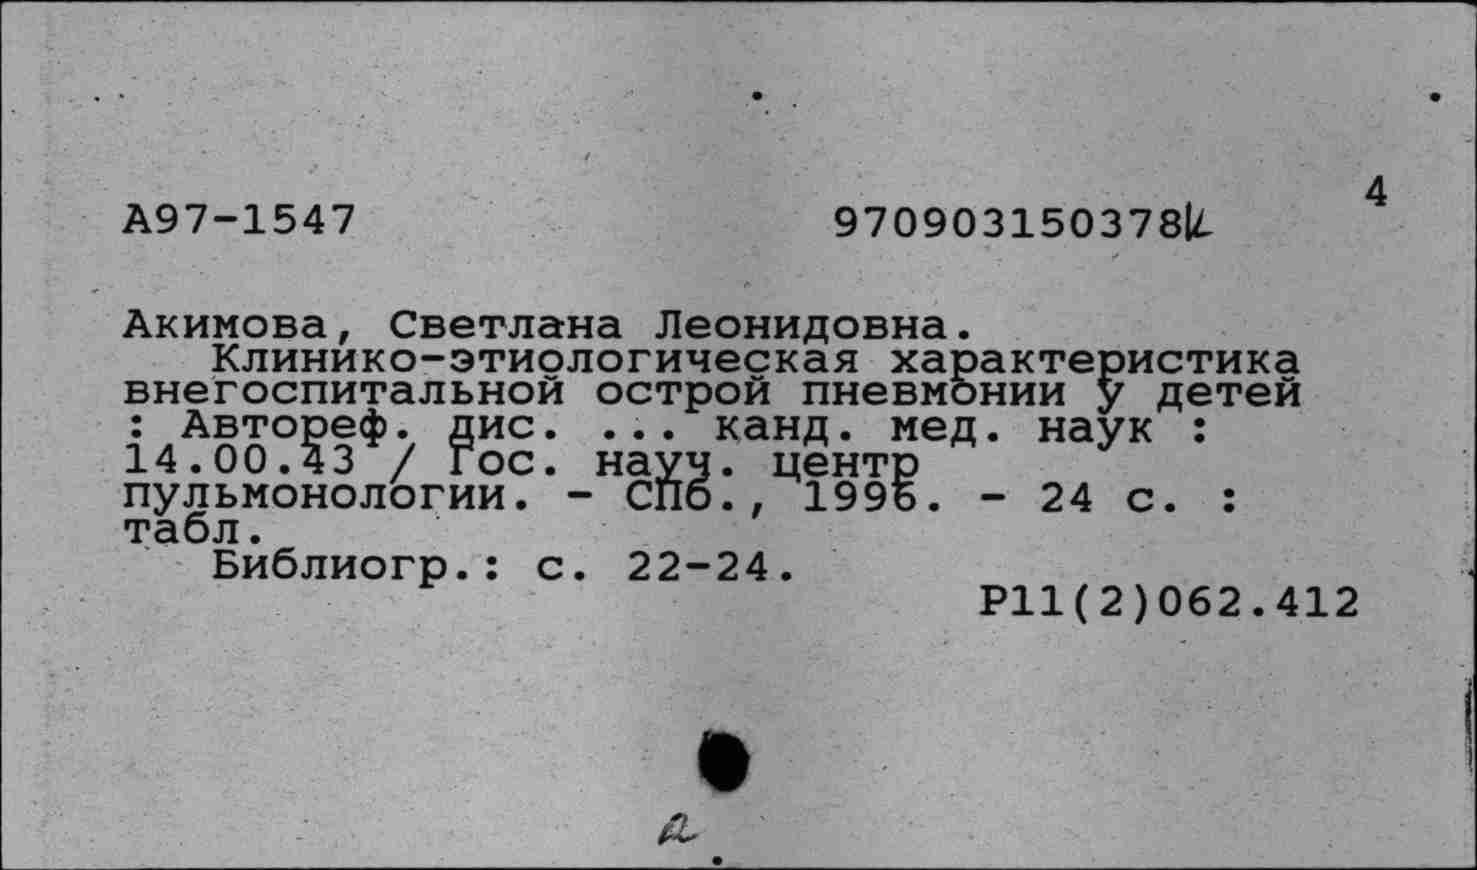 4
А97-1547 970903150378
Акимова, Светлана Леонидовна.
Клинико-этиологическая характеристика
внегоспитальной острой пневмонии у детей
: Автореф. дис. ... канд. мед. наук :
14.00.43 / Гос. науч. центр
пульмонологии. - СПб., 1996. - 24 с. :
табл.
Библиогр.: с. 22-24.
Р11(2)062.412